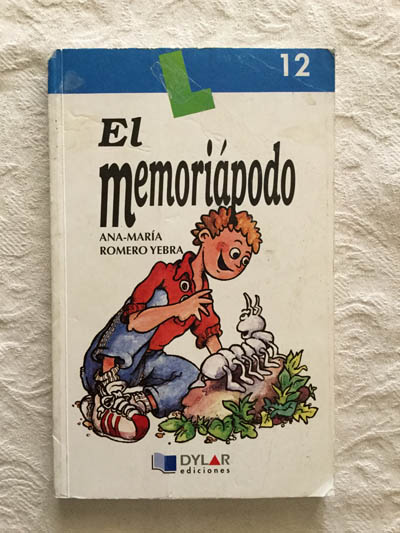 12
El
memoriápodo
ANA-MARÍA
ROMERO YEBRA
DYLAR
ediciones